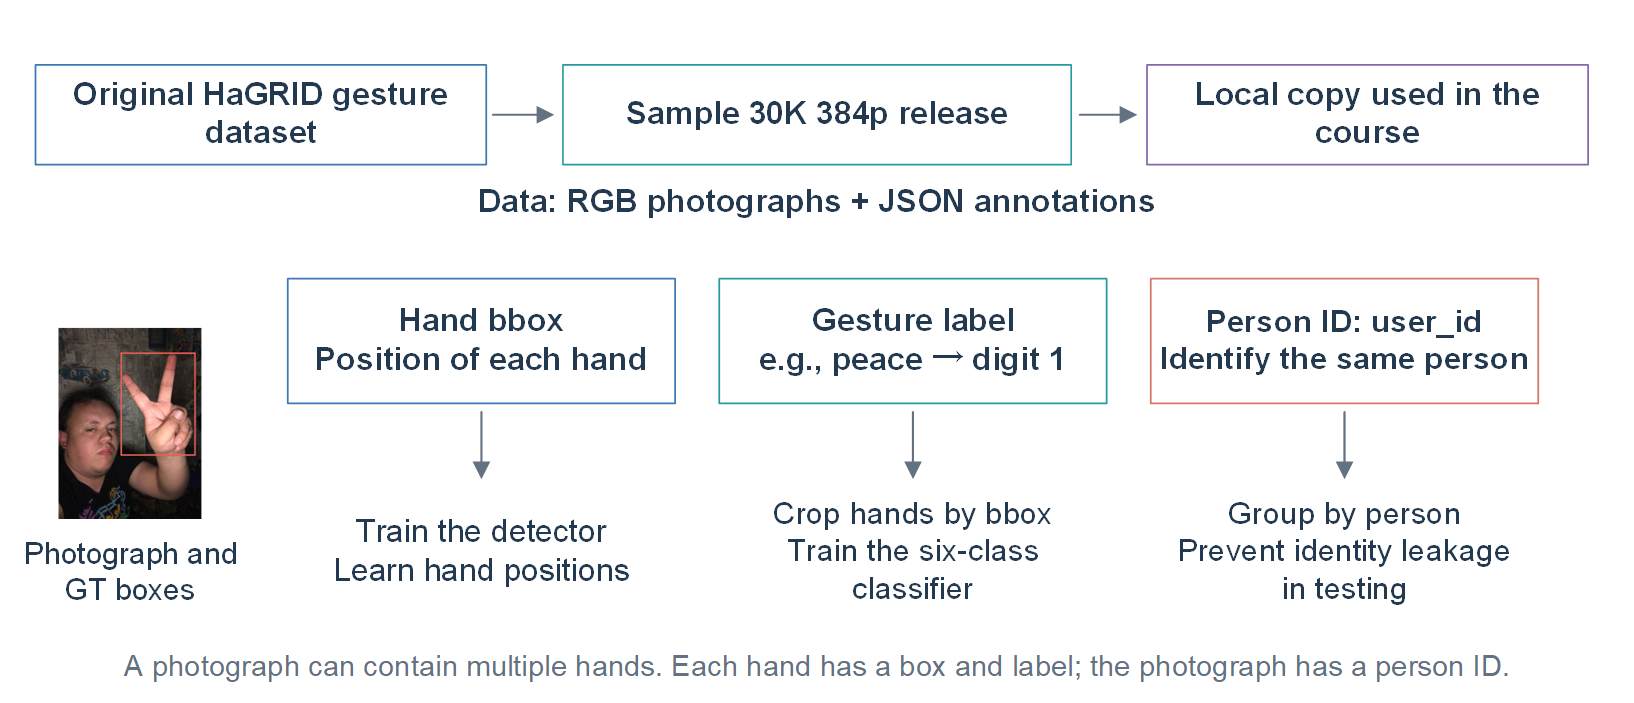 Original HaGRID gesture
dataset
Sample 30K 384p release
Local copy used in the
course
Data: RGB photographs + JSON annotations
Hand bbox
Position of each hand
Gesture label
e.g., peace → digit 1
Person ID: user_id
Identify the same person
Photograph and
GT boxes
Train the detector
Learn hand positions
Crop hands by bbox
Train the six-class
classifier
Group by person
Prevent identity leakage
in testing
A photograph can contain multiple hands. Each hand has a box and label; the photograph has a person ID.